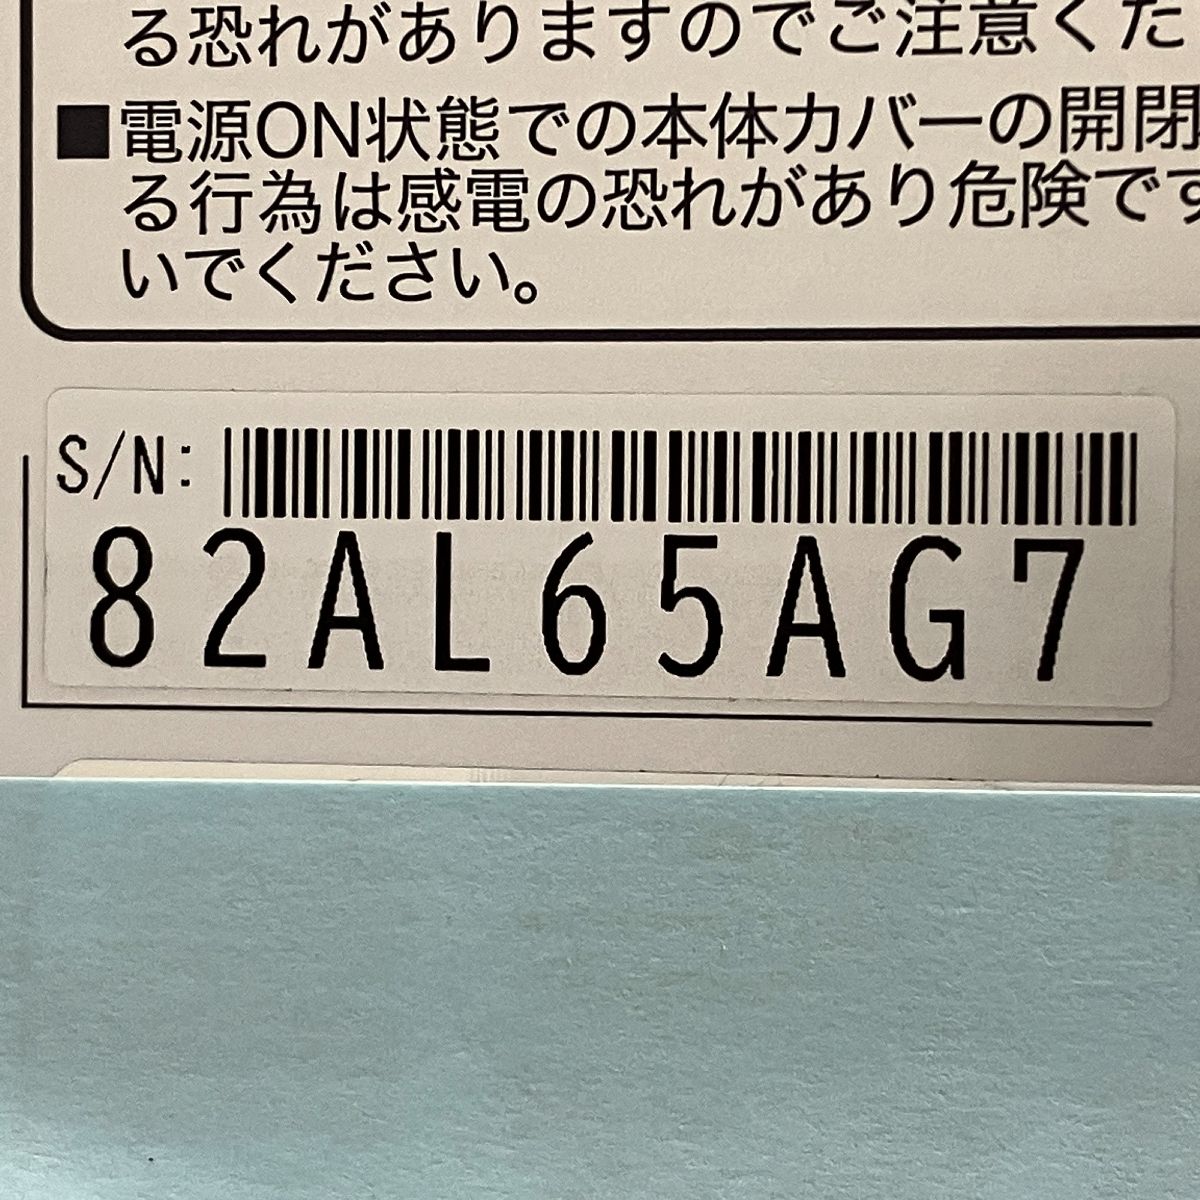 る恐れがありますのでご注意くた
■電源ON状態での本体カバーの開閉
る行為は感電の恐れがあり危険です
いでください。
S/N:
82AL65AG7